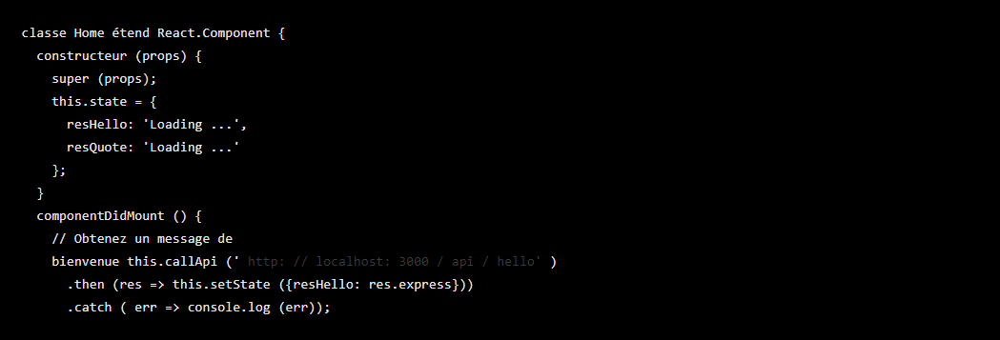 classe Home étend React.Component {
constructeur (props) {
super (props);
this.state = {
resHello: 'Loading ...',
resQuote: 'Loading ...'
};
}
componentDidMount () {
// Obtenez un message de
bienvenue this.callApi (' http: // localhost: 3000 / api / hello' )
.then (res => this.setState ({resHello: res.express}))
.catch ( err => console.log (err));